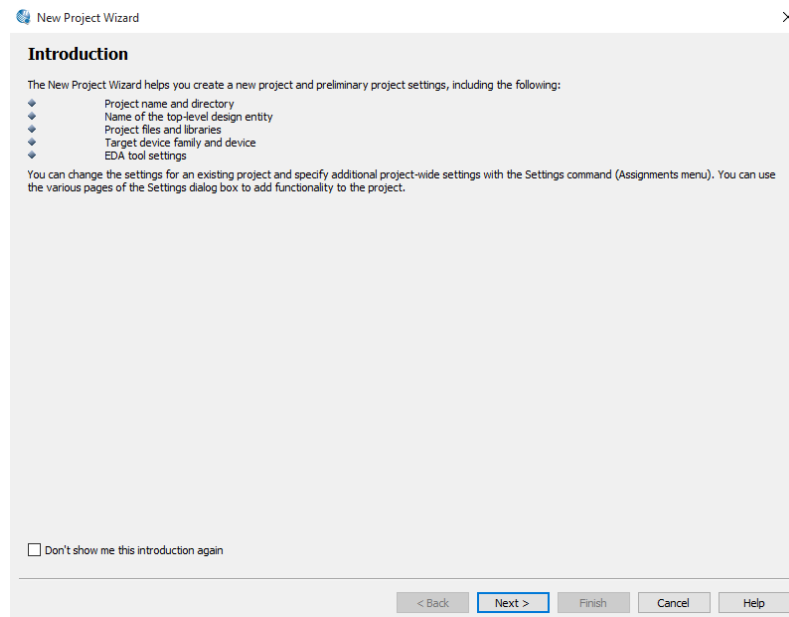 New Project Wizard
Introduction
The New Project Wizard helps you create a new project and preliminary project settings, including the following:
Project name and directory
Name of the top-level design entity
Project files and libraries
Target device family and device
EDA tool settings
You can change the settings for an existing project and specify additional project-wide settings with the Settings command (Assignments menu). You can use
the various pages of the Settings dialog box to add functionality to the project.
Don't show me this introduction again
< Back Next > Finish Cancel Help